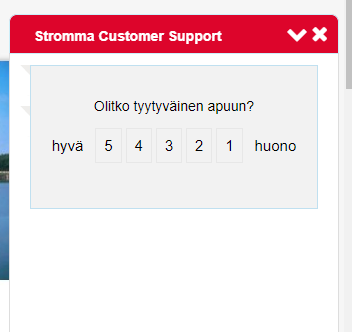 Stromma Customer Support
Olitko tyytyväinen apuun?
hyvä 5 4 3 2 1 huono